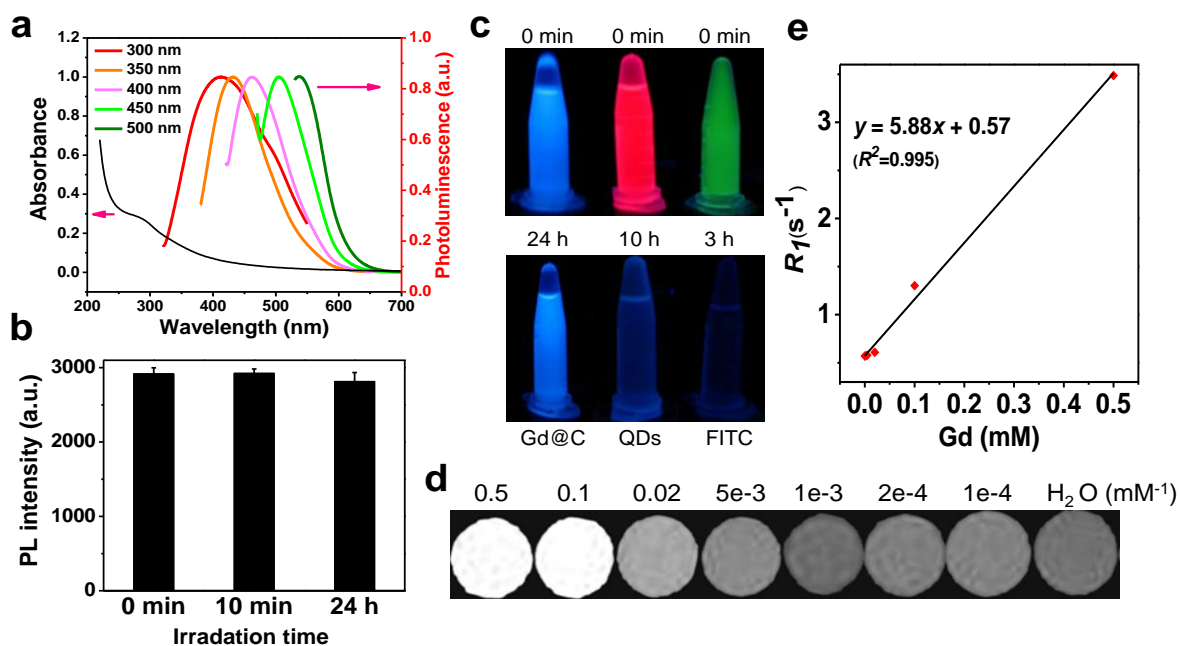 a
1.2
1.0
0.8
0.6
0.4
0.2
0.0
Absorbance
300 nm
350 nm
400 nm
450 nm
500 nm
1.0
0.8
0.6
0.4
0.2
0.0
Photoluminescence (a.u.)
200 300 400 500 600 700
Wavelength (nm)
b
3000
2000
1000
0
PL intensity (a.u.)
0 min 10 min 24 h
Irradation time
c
0 min 0 min 0 min
24 h 10 h 3 h
Gd@C QDs FITC
d
0.5 0.1 0.02 5e-3 1e-3 2e-4 1e-4 H₂O (mM⁻¹)
e
y = 5.88x + 0.57
(R²=0.995)
3
2
1
R₁(s⁻¹)
0.0 0.1 0.2 0.3 0.4 0.5
Gd (mM)